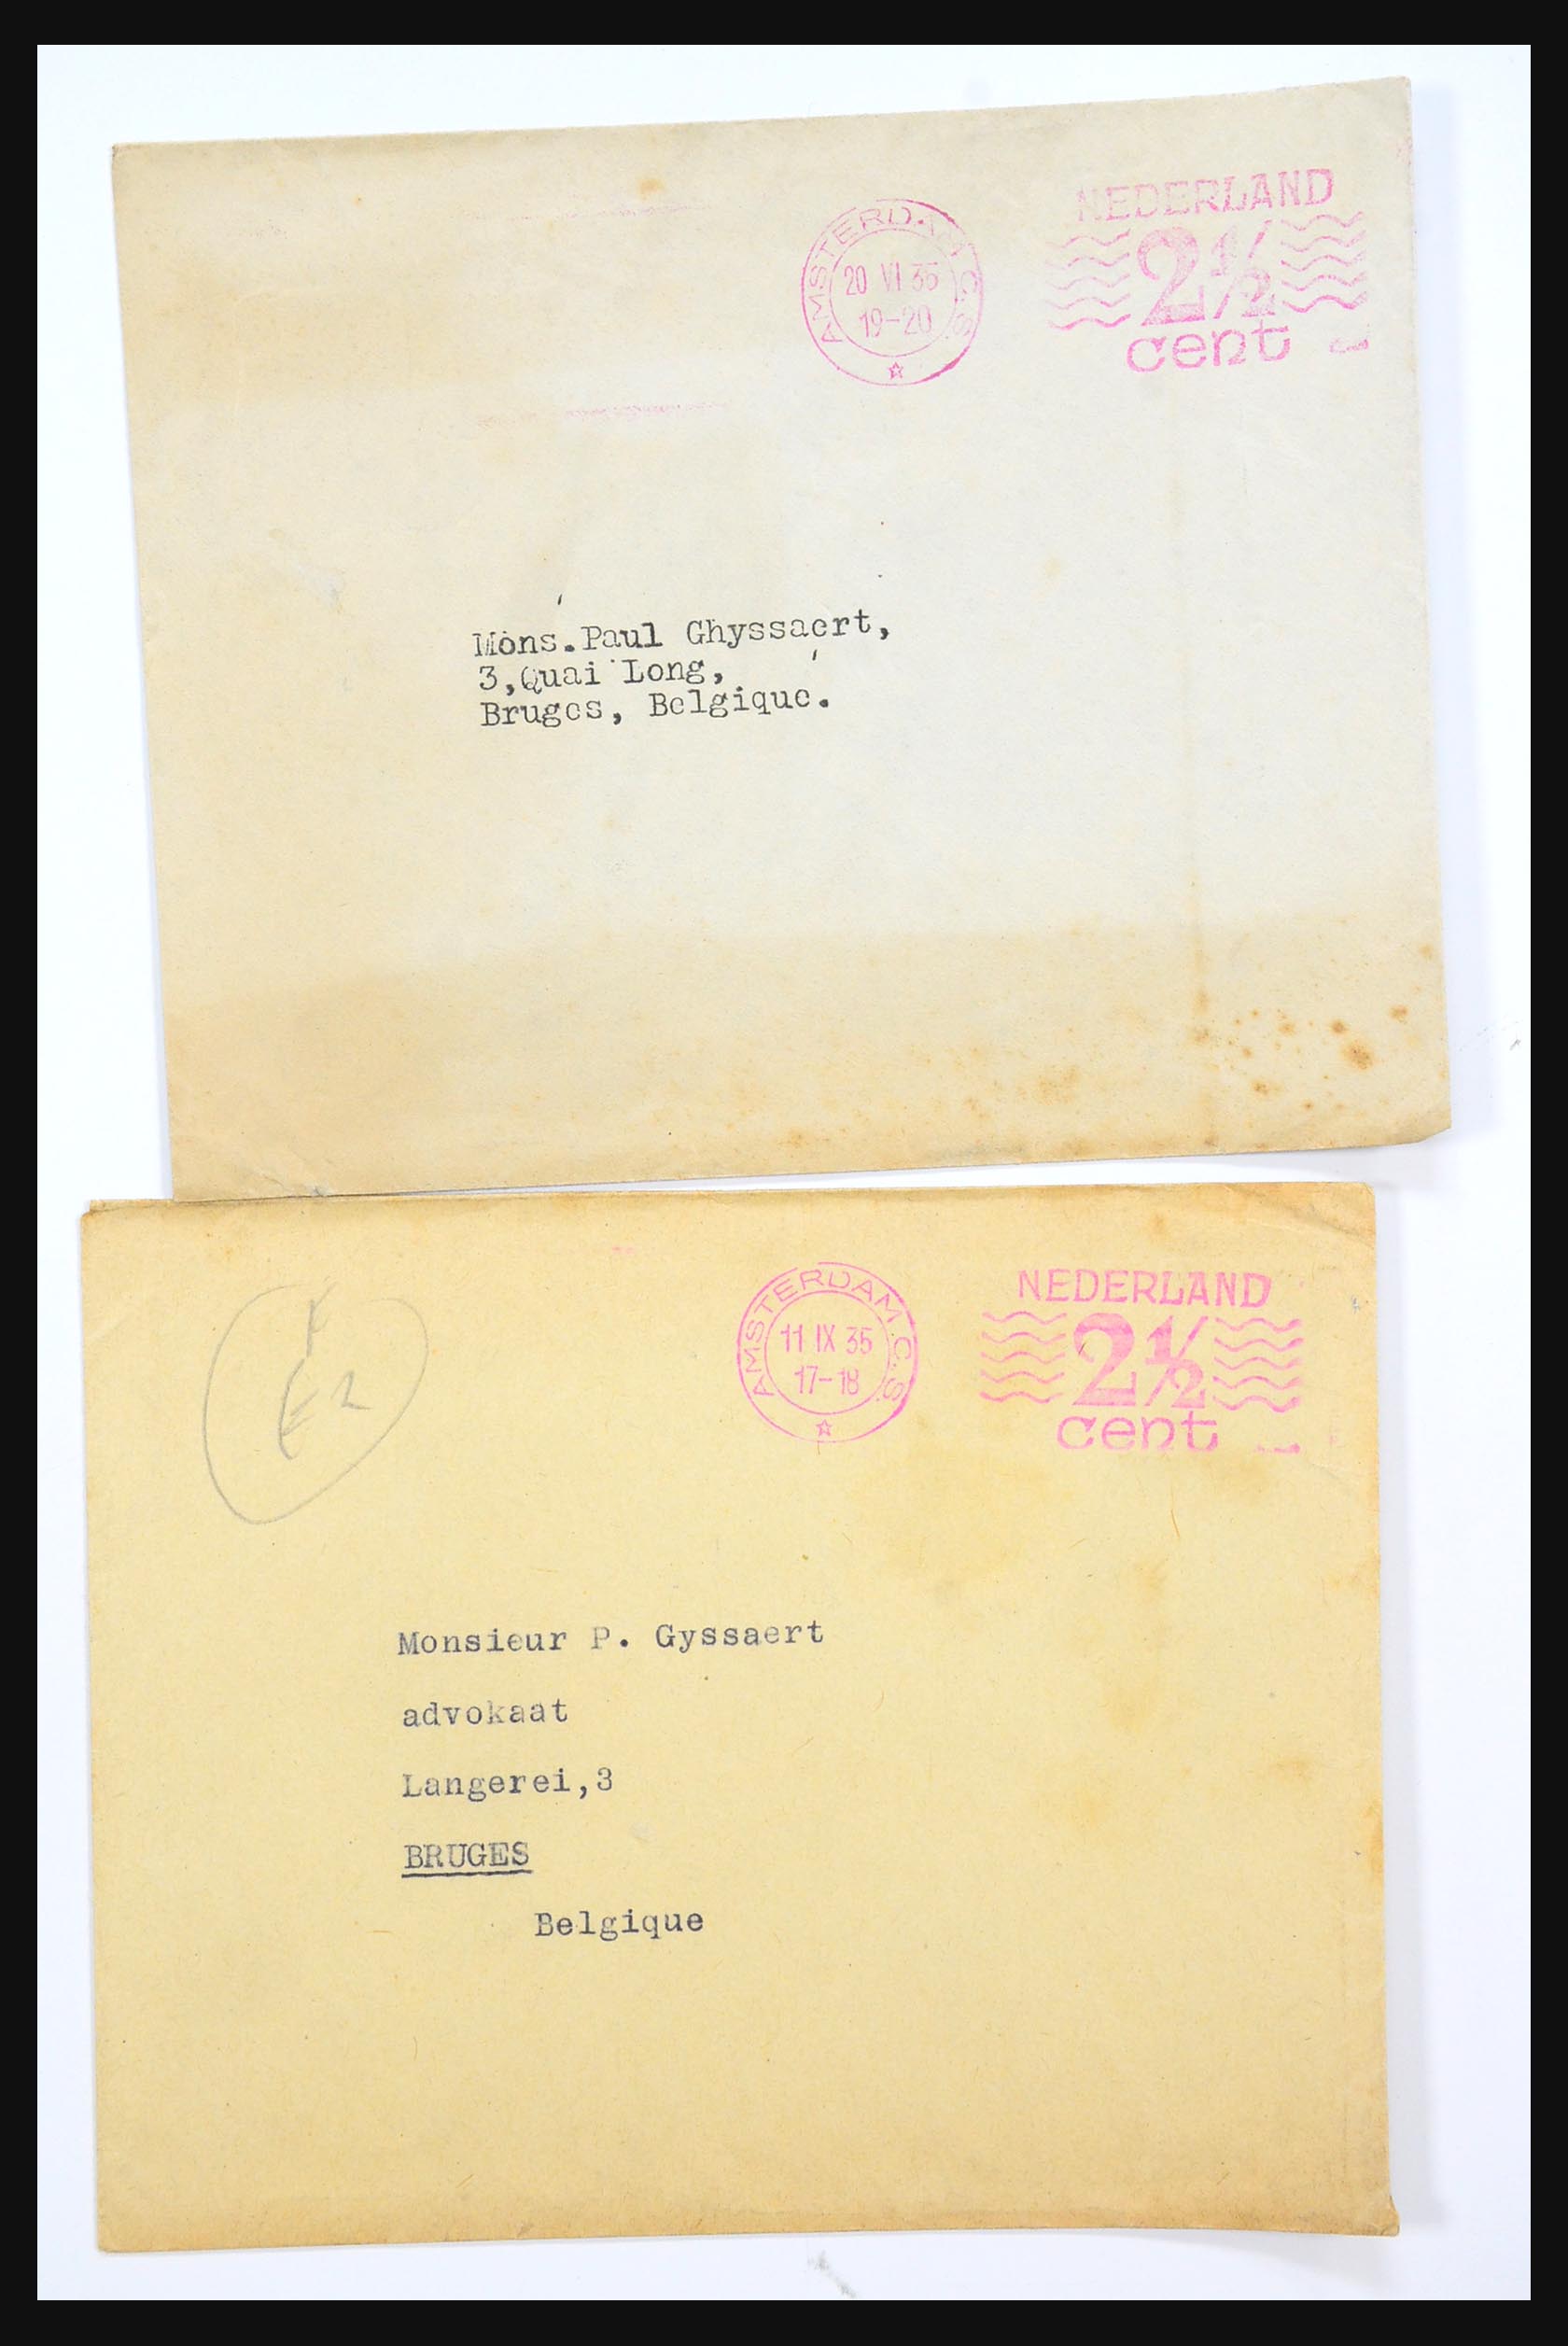 AMSTERDAM C.S.
20 VI 35
19-20
NEDERLAND
2½
cent
Mons.Paul Ghyssaert,
3,Quai Long,
Bruges, Belgique.
AMSTERDAM C.S.
11 IX 35
17-18
NEDERLAND
2½
cent
Monsieur P. Gyssaert
advokaat
Langerei,3
BRUGES
Belgique